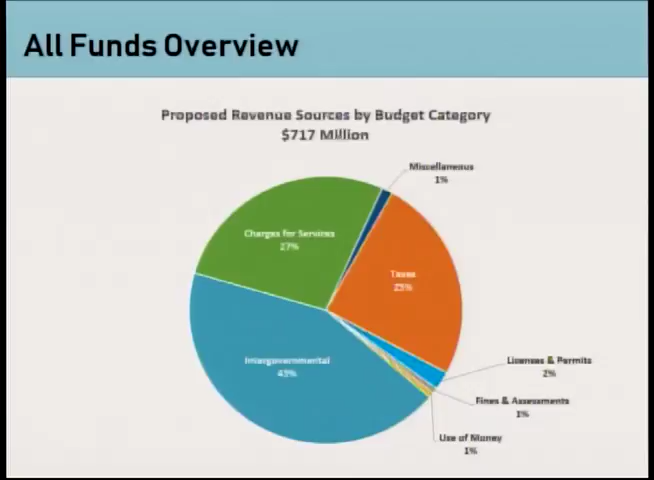 All Funds Overview
Proposed Revenue Sources by Budget Category
$717 Million
Miscellaneous
1%
Charges for Services
27%
Taxes
25%
Intergovernmental
43%
Licenses & Permits
2%
Fines & Assessments
1%
Use of Money
1%